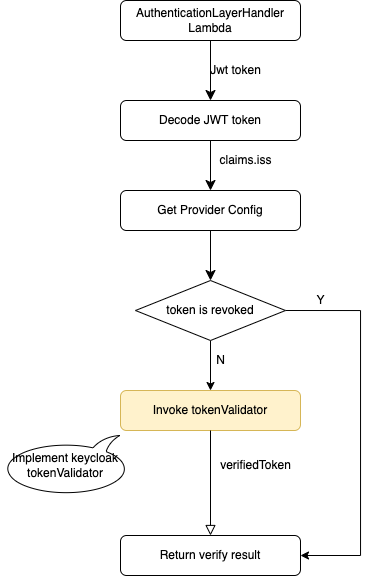 AuthenticationLayerHandler
Lambda
Jwt token
Decode JWT token
claims.iss
Get Provider Config
token is revoked
Y
N
Invoke tokenValidator
Implement keycloak
tokenValidator
verifiedToken
Return verify result